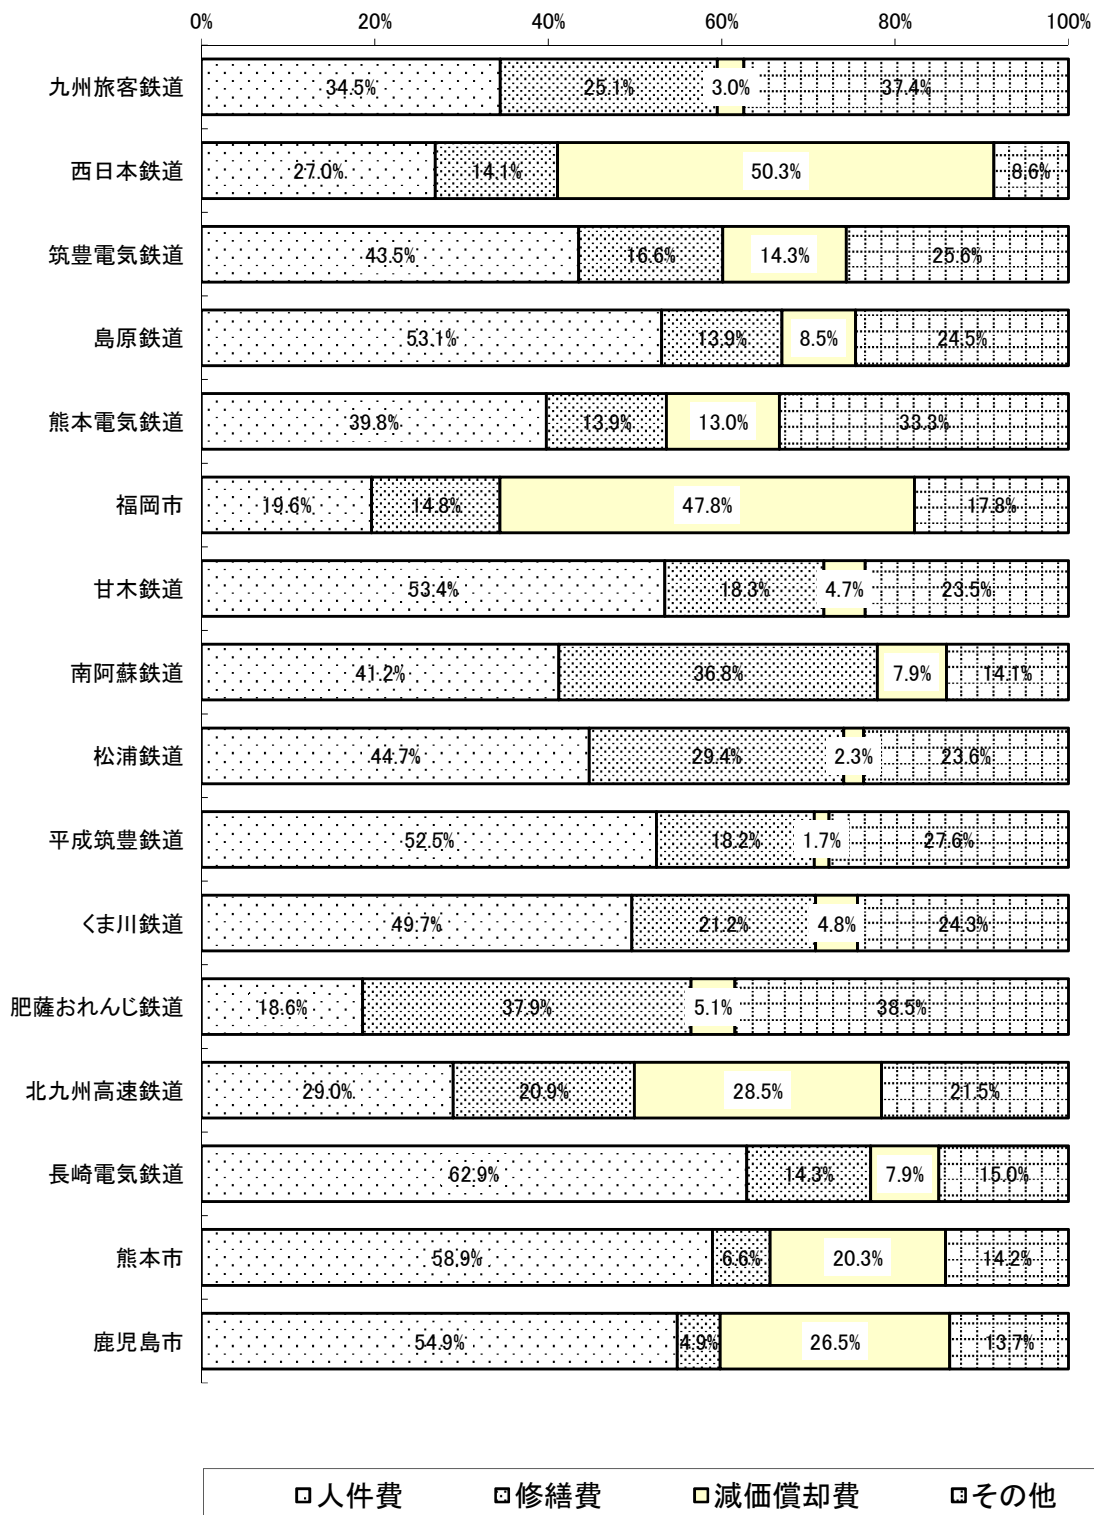 0% 20% 40% 60% 80% 100%
九州旅客鉄道 34.5% 25.1% 3.0% 37.4%
西日本鉄道 27.0% 14.1% 50.3% 8.6%
筑豊電気鉄道 43.5% 16.6% 14.3% 25.6%
島原鉄道 53.1% 13.9% 8.5% 24.5%
熊本電気鉄道 39.8% 13.9% 13.0% 33.3%
福岡市 19.6% 14.8% 47.8% 17.8%
甘木鉄道 53.4% 18.3% 4.7% 23.5%
南阿蘇鉄道 41.2% 36.8% 7.9% 14.1%
松浦鉄道 44.7% 29.4% 2.3% 23.6%
平成筑豊鉄道 52.5% 18.2% 1.7% 27.6%
くま川鉄道 49.7% 21.2% 4.8% 24.3%
肥薩おれんじ鉄道 18.6% 37.9% 5.1% 38.5%
北九州高速鉄道 29.0% 20.9% 28.5% 21.5%
長崎電気鉄道 62.9% 14.3% 7.9% 15.0%
熊本市 58.9% 6.6% 20.3% 14.2%
鹿児島市 54.9% 4.9% 26.5% 13.7%
人件費 修繕費 減価償却費 その他